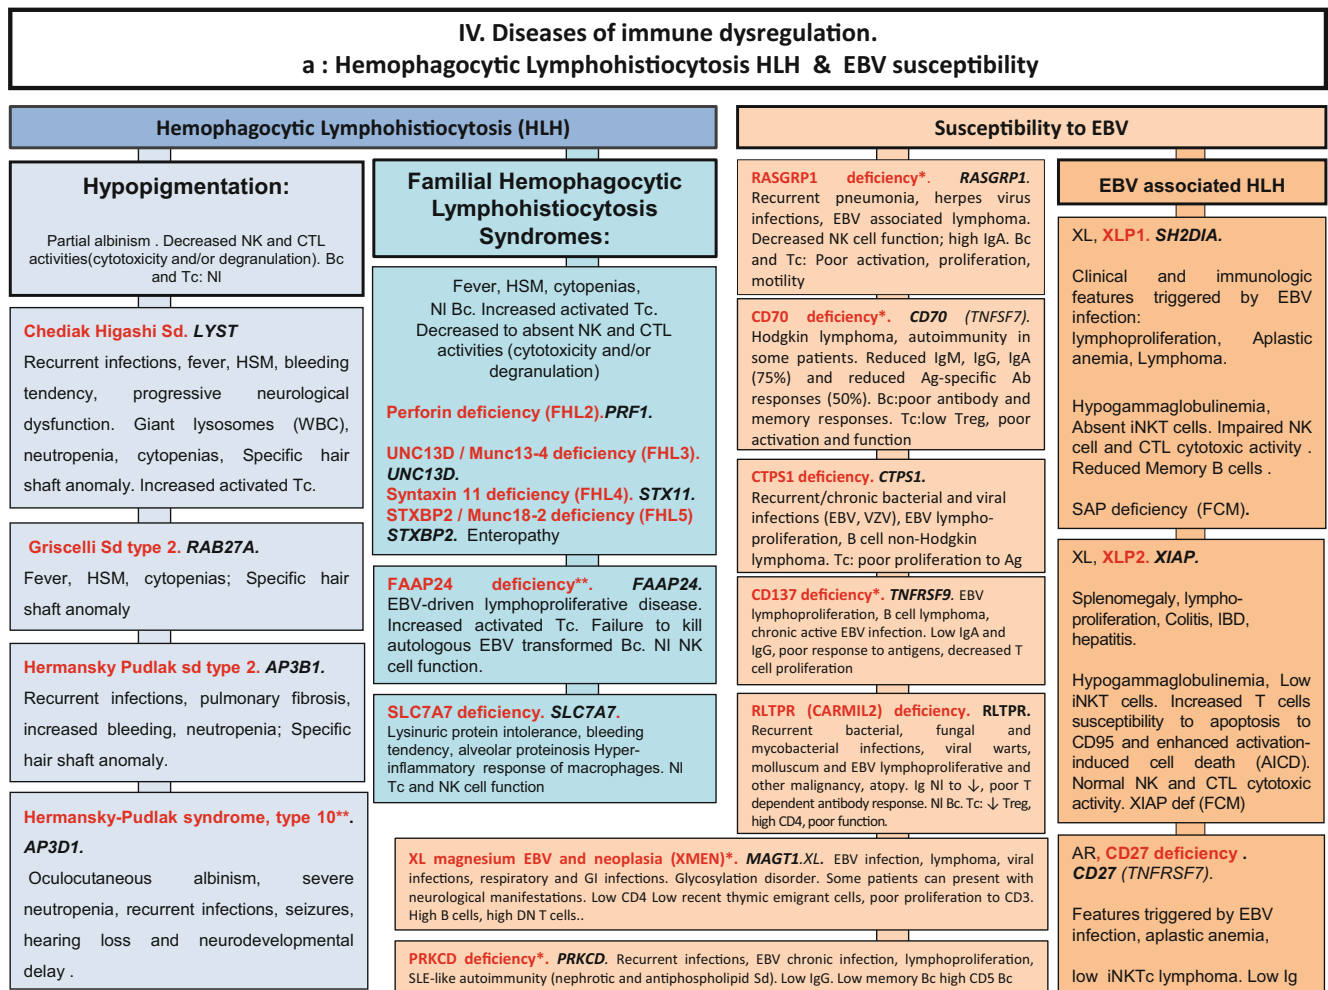 IV. Diseases of immune dysregulation.
a : Hemophagocytic Lymphohistiocytosis HLH & EBV susceptibility
Hemophagocytic Lymphohistiocytosis (HLH)
Hypopigmentation:
Partial albinism . Decreased NK and CTL
activities(cytotoxicity and/or degranulation). Bc
and Tc: Nl
Chediak Higashi Sd. LYST
Recurrent infections, fever, HSM, bleeding
tendency, progressive neurological
dysfunction. Giant lysosomes (WBC),
neutropenia, cytopenias, Specific hair
shaft anomaly. Increased activated Tc.
Griscelli Sd type 2. RAB27A.
Fever, HSM, cytopenias; Specific hair
shaft anomaly
Hermansky Pudlak sd type 2. AP3B1.
Recurrent infections, pulmonary fibrosis,
increased bleeding, neutropenia; Specific
hair shaft anomaly.
Hermansky-Pudlak syndrome, type 10**.
AP3D1.
Oculocutaneous albinism, severe
neutropenia, recurrent infections, seizures,
hearing loss and neurodevelopmental
delay .
Familial Hemophagocytic
Lymphohistiocytosis
Syndromes:
Fever, HSM, cytopenias,
Nl Bc. Increased activated Tc.
Decreased to absent NK and CTL
activities (cytotoxicity and/or
degranulation)
Perforin deficiency (FHL2).PRF1.
UNC13D / Munc13-4 deficiency (FHL3).
UNC13D.
Syntaxin 11 deficiency (FHL4). STX11.
STXBP2 / Munc18-2 deficiency (FHL5)
STXBP2. Enteropathy
FAAP24 deficiency**. FAAP24.
EBV-driven lymphoproliferative disease.
Increased activated Tc. Failure to kill
autologous EBV transformed Bc. Nl NK
cell function.
SLC7A7 deficiency. SLC7A7.
Lysinuric protein intolerance, bleeding
tendency, alveolar proteinosis Hyper-
inflammatory response of macrophages. Nl
Tc and NK cell function
Susceptibility to EBV
RASGRP1 deficiency*. RASGRP1.
Recurrent pneumonia, herpes virus
infections, EBV associated lymphoma.
Decreased NK cell function; high IgA. Bc
and Tc: Poor activation, proliferation,
motility
CD70 deficiency*. CD70 (TNFSF7).
Hodgkin lymphoma, autoimmunity in
some patients. Reduced IgM, IgG, IgA
(75%) and reduced Ag-specific Ab
responses (50%). Bc:poor antibody and
memory responses. Tc:low Treg, poor
activation and function
CTPS1 deficiency. CTPS1.
Recurrent/chronic bacterial and viral
infections (EBV, VZV), EBV lympho-
proliferation, B cell non-Hodgkin
lymphoma. Tc: poor proliferation to Ag
CD137 deficiency*. TNFRSF9. EBV
lymphoproliferation, B cell lymphoma,
chronic active EBV infection. Low IgA and
IgG, poor response to antigens, decreased T
cell proliferation
RLTPR (CARMIL2) deficiency. RLTPR.
Recurrent bacterial, fungal and
mycobacterial infections, viral warts,
molluscum and EBV lymphoproliferative and
other malignancy, atopy. Ig Nl to ↓, poor T
dependent antibody response. Nl Bc. Tc: ↓ Treg,
high CD4, poor function.
XL magnesium EBV and neoplasia (XMEN)*. MAGT1.XL. EBV infection, lymphoma, viral
infections, respiratory and GI infections. Glycosylation disorder. Some patients can present with
neurological manifestations. Low CD4 Low recent thymic emigrant cells, poor proliferation to CD3.
High B cells, high DN T cells..
PRKCD deficiency*. PRKCD. Recurrent infections, EBV chronic infection, lymphoproliferation,
SLE-like autoimmunity (nephrotic and antiphospholipid Sd). Low IgG. Low memory Bc high CD5 Bc
EBV associated HLH
XL, XLP1. SH2DIA.
Clinical and immunologic
features triggered by EBV
infection:
lymphoproliferation, Aplastic
anemia, Lymphoma.
Hypogammaglobulinemia,
Absent iNKT cells. Impaired NK
cell and CTL cytotoxic activity .
Reduced Memory B cells .
SAP deficiency (FCM).
XL, XLP2. XIAP.
Splenomegaly, lympho-
proliferation, Colitis, IBD,
hepatitis.
Hypogammaglobulinemia, Low
iNKT cells. Increased T cells
susceptibility to apoptosis to
CD95 and enhanced activation-
induced cell death (AICD).
Normal NK and CTL cytotoxic
activity. XIAP def (FCM)
AR, CD27 deficiency .
CD27 (TNFRSF7).
Features triggered by EBV
infection, aplastic anemia,
low iNKTc lymphoma. Low Ig